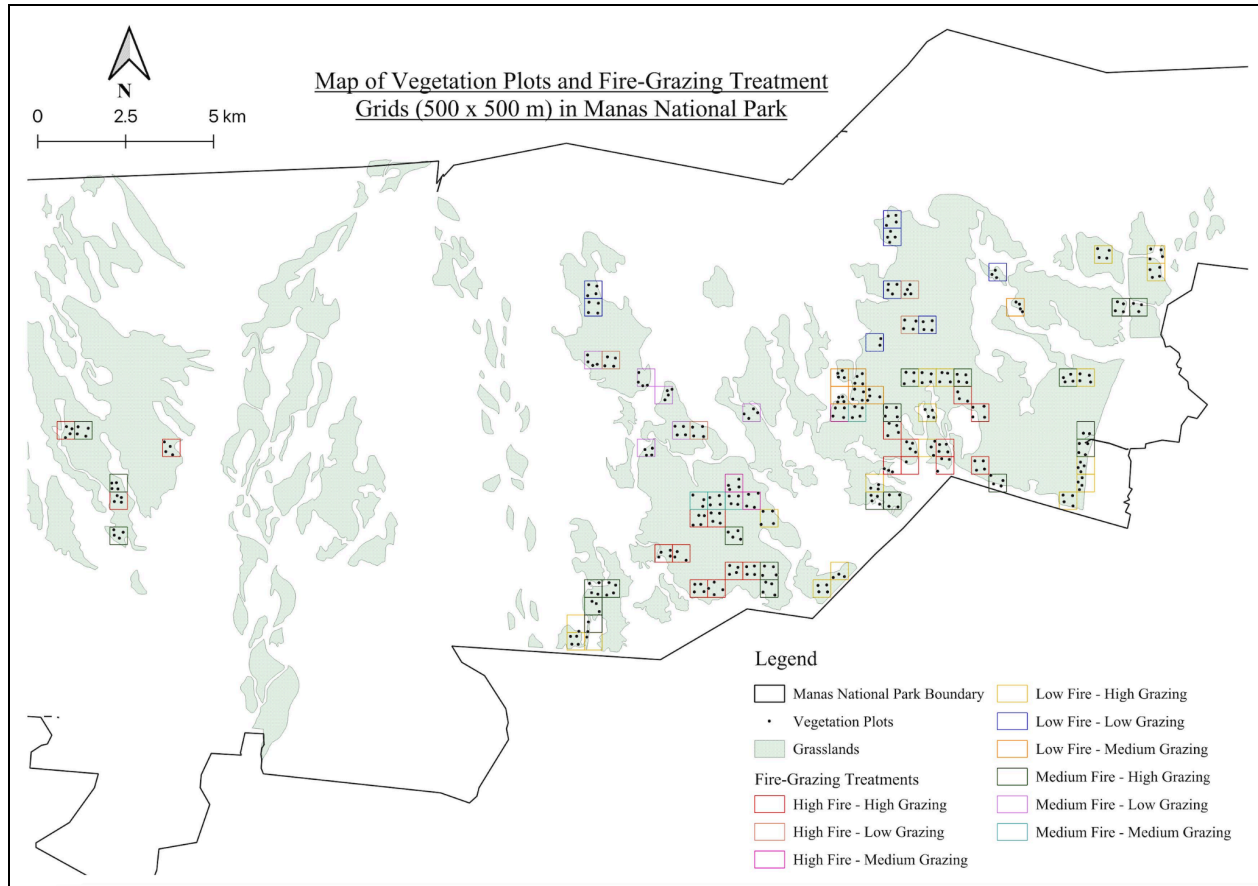 Map of Vegetation Plots and Fire-Grazing Treatment
Grids (500 x 500 m) in Manas National Park
N
0 2.5 5 km
Legend
Manas National Park Boundary
Vegetation Plots
Grasslands
Fire-Grazing Treatments
High Fire - High Grazing
High Fire - Low Grazing
High Fire - Medium Grazing
Low Fire - High Grazing
Low Fire - Low Grazing
Low Fire - Medium Grazing
Medium Fire - High Grazing
Medium Fire - Low Grazing
Medium Fire - Medium Grazing